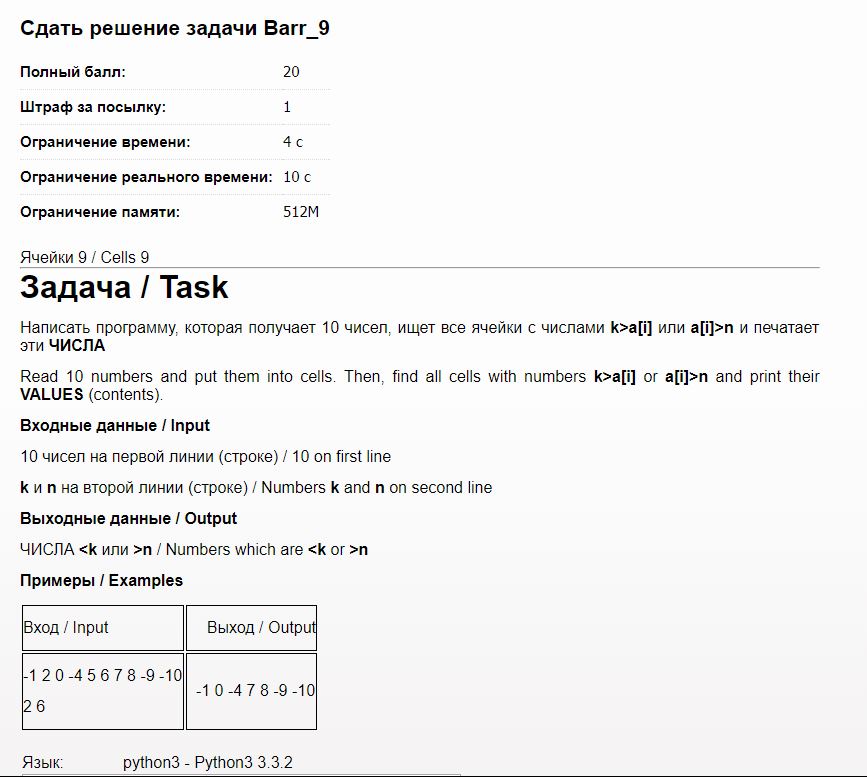 Сдать решение задачи Barr_9
Полный балл: 20
Штраф за посылку: 1
Ограничение времени: 4 с
Ограничение реального времени: 10 с
Ограничение памяти: 512M
Ячейки 9 / Cells 9
Задача / Task
Написать программу, которая получает 10 чисел, ищет все ячейки с числами k>a[i] или a[i]>n и печатает
эти ЧИСЛА
Read 10 numbers and put them into cells. Then, find all cells with numbers k>a[i] or a[i]>n and print their
VALUES (contents).
Входные данные / Input
10 чисел на первой линии (строке) / 10 on first line
k и n на второй линии (строке) / Numbers k and n on second line
Выходные данные / Output
ЧИСЛА <k или >n / Numbers which are <k or >n
Примеры / Examples
Вход / Input Выход / Output
-1 2 0 -4 5 6 7 8 -9 -10
2 6
-1 0 -4 7 8 -9 -10
Язык: python3 - Python3 3.3.2